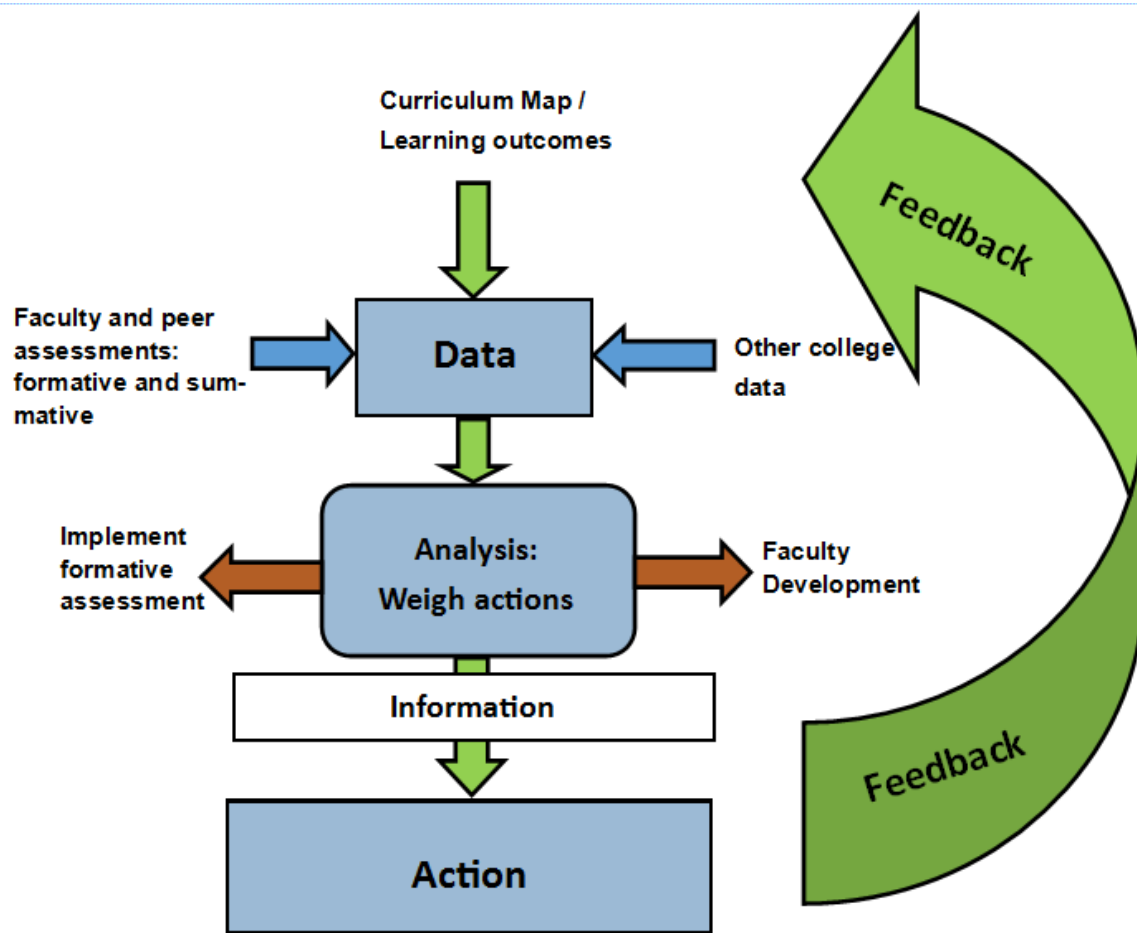 Curriculum Map /
Learning outcomes
Feedback
Faculty and peer
assessments:
formative and sum-
mative
Data
Other college
data
Implement
formative
assessment
Analysis:
Weigh actions
Faculty
Development
Information
Feedback
Action